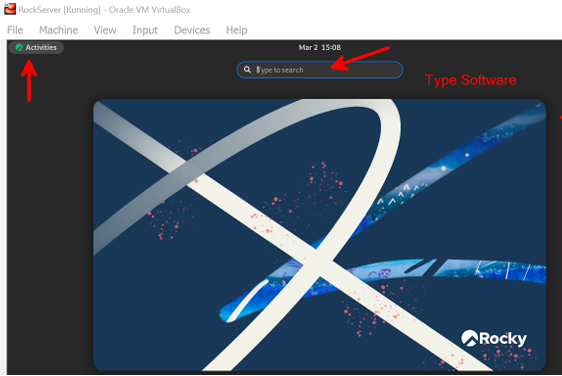 RockServer [Running] - Oracle VM VirtualBox
File Machine View Input Devices Help
Activities
Mar 2 15:08
Type to search
Type Software
Rocky